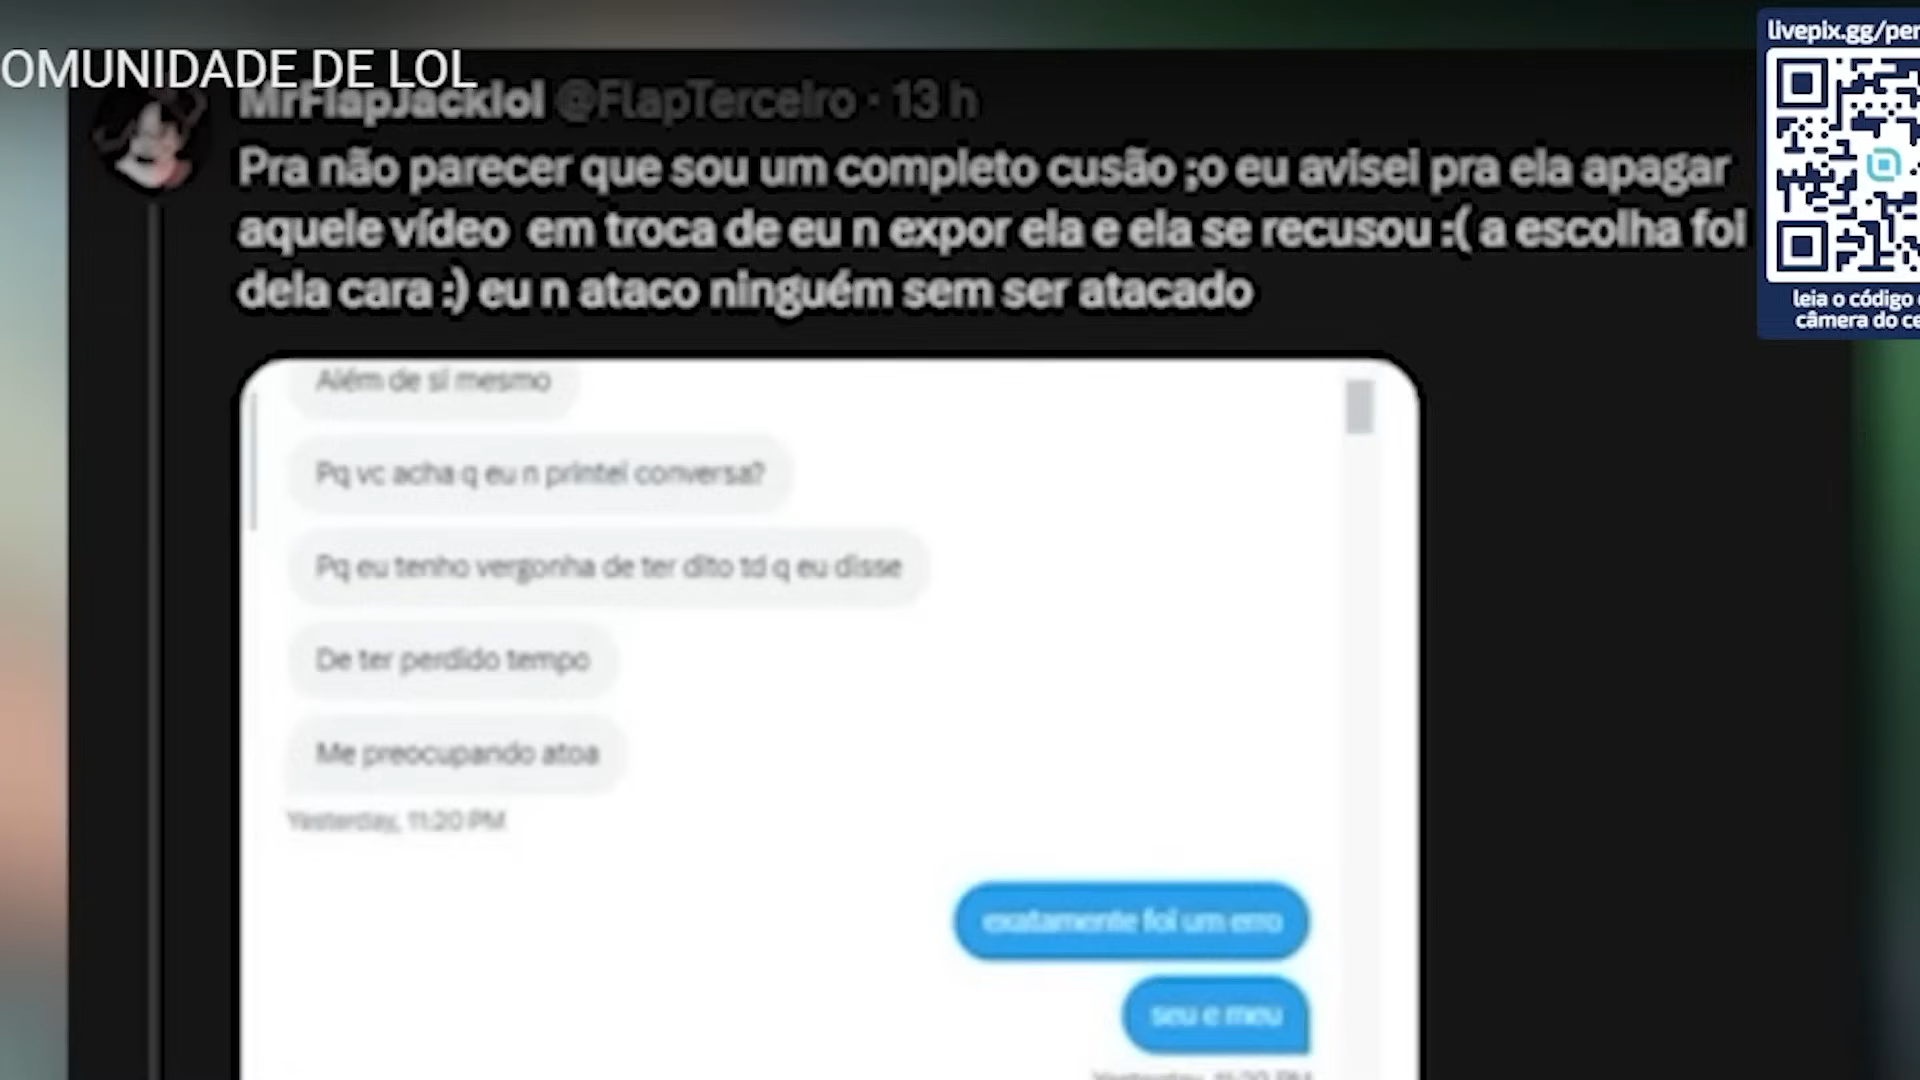 OMUNIDADE DE LOL
livepix.gg/per
MrFlapJacklol @FlapTerceiro · 13 h
Pra não parecer que sou um completo cusão ;o eu avisei pra ela apagar
aquele vídeo em troca de eu n expor ela e ela se recusou :( a escolha foi
dela cara :) eu n ataco ninguém sem ser atacado
leia o código
câmera do ce
Além de si mesmo
Pq vc acha q eu n printei conversa?
Pq eu tenho vergonha de ter dito td q eu disse
De ter perdido tempo
Me preocupando atoa
Yesterday, 11:20 PM
exatamente foi um erro
seu e meu
Yesterday, 11:20 PM